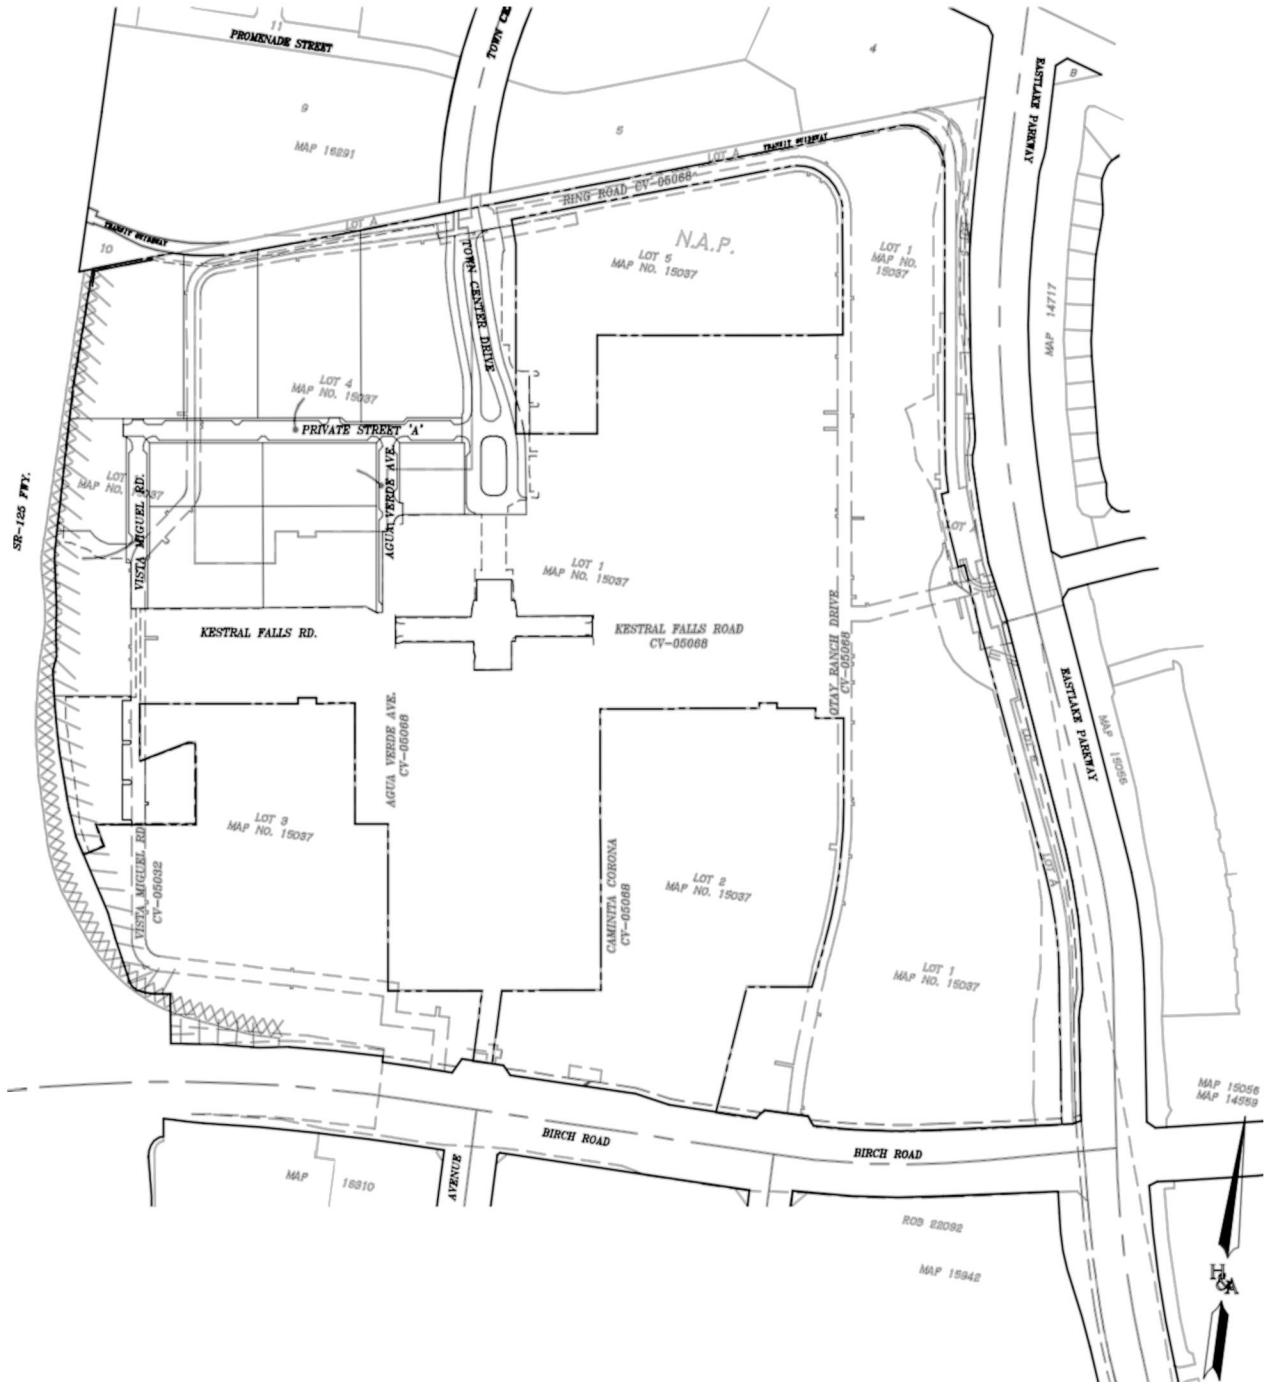 11
PROMENADE STREET
4
EASTLAKE PARKWAY
B
9
MAP 16291
5
TRANSIT GUIDEWAY
LOT A
RING ROAD CV-05068
LOT A
TRANSIT GUIDEWAY
10
N.A.P.
LOT 5
MAP NO. 15037
LOT 1
MAP NO.
15037
TOWN CENTER DRIVE
MAP 14717
LOT 4
MAP NO. 15037
PRIVATE STREET 'A'
SR-125 FWY.
LOT
MAP NO. 15037
VISTA MIGUEL RD.
AGUA VERDE AVE.
LOT A
LOT 1
MAP NO. 15037
KESTRAL FALLS RD.
KESTRAL FALLS ROAD
CV-05068
OTAY RANCH DRIVE
CV-05068
EASTLAKE PARKWAY
MAP 15056
AGUA VERDE AVE.
CV-05068
LOT 3
MAP NO. 15037
VISTA MIGUEL RD
CV-05032
CAMINITA CORONA
CV-05068
LOT 2
MAP NO. 15037
LOT A
LOT 1
MAP NO. 15037
MAP 15056
MAP 14559
BIRCH ROAD
BIRCH ROAD
MAP 16310
AVENUE
ROS 22092
MAP 15942
H&A